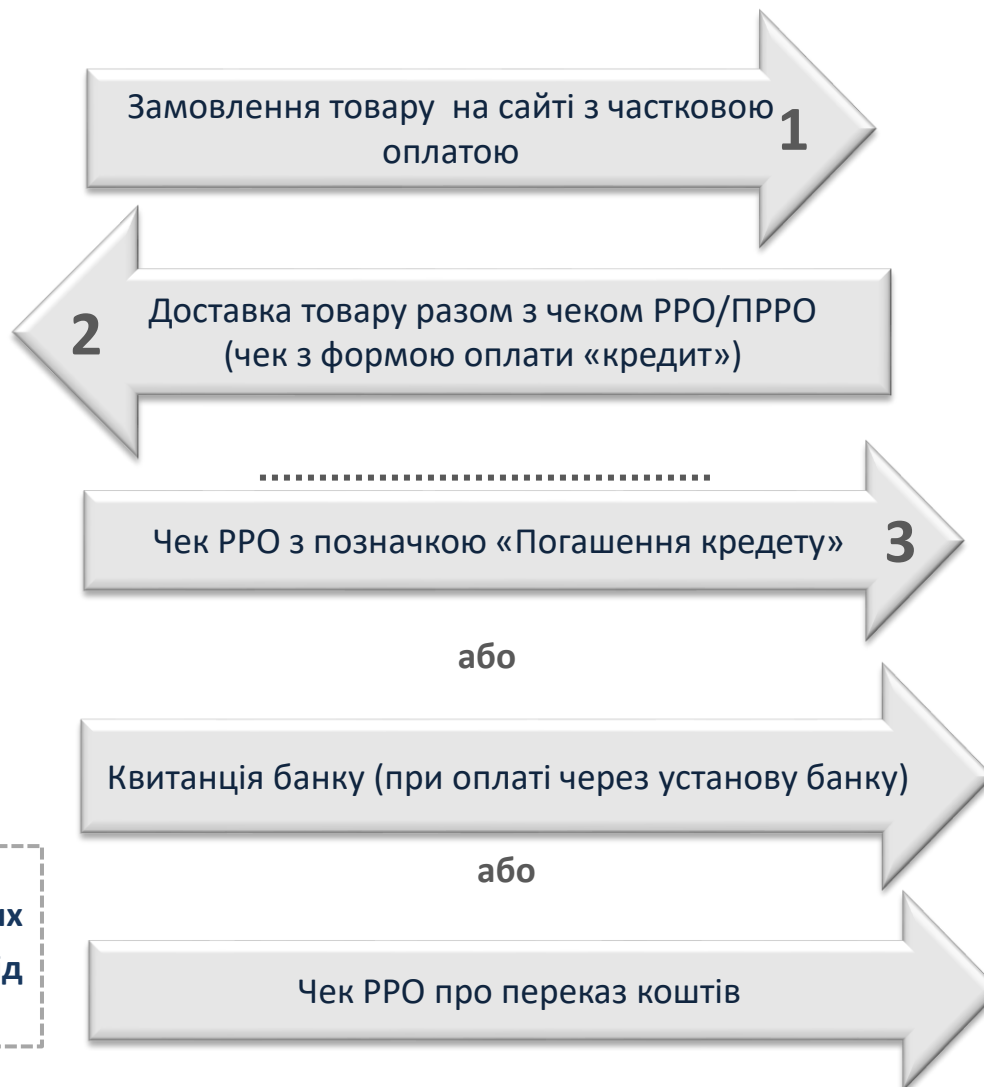 Замовлення товару на сайті з частковою
оплатою
1
2
Доставка товару разом з чеком РРО/ПРРО
(чек з формою оплати «кредит»)
Чек РРО з позначкою «Погашення кредету»
3
або
Квитанція банку (при оплаті через установу банку)
або
Чек РРО про переказ коштів